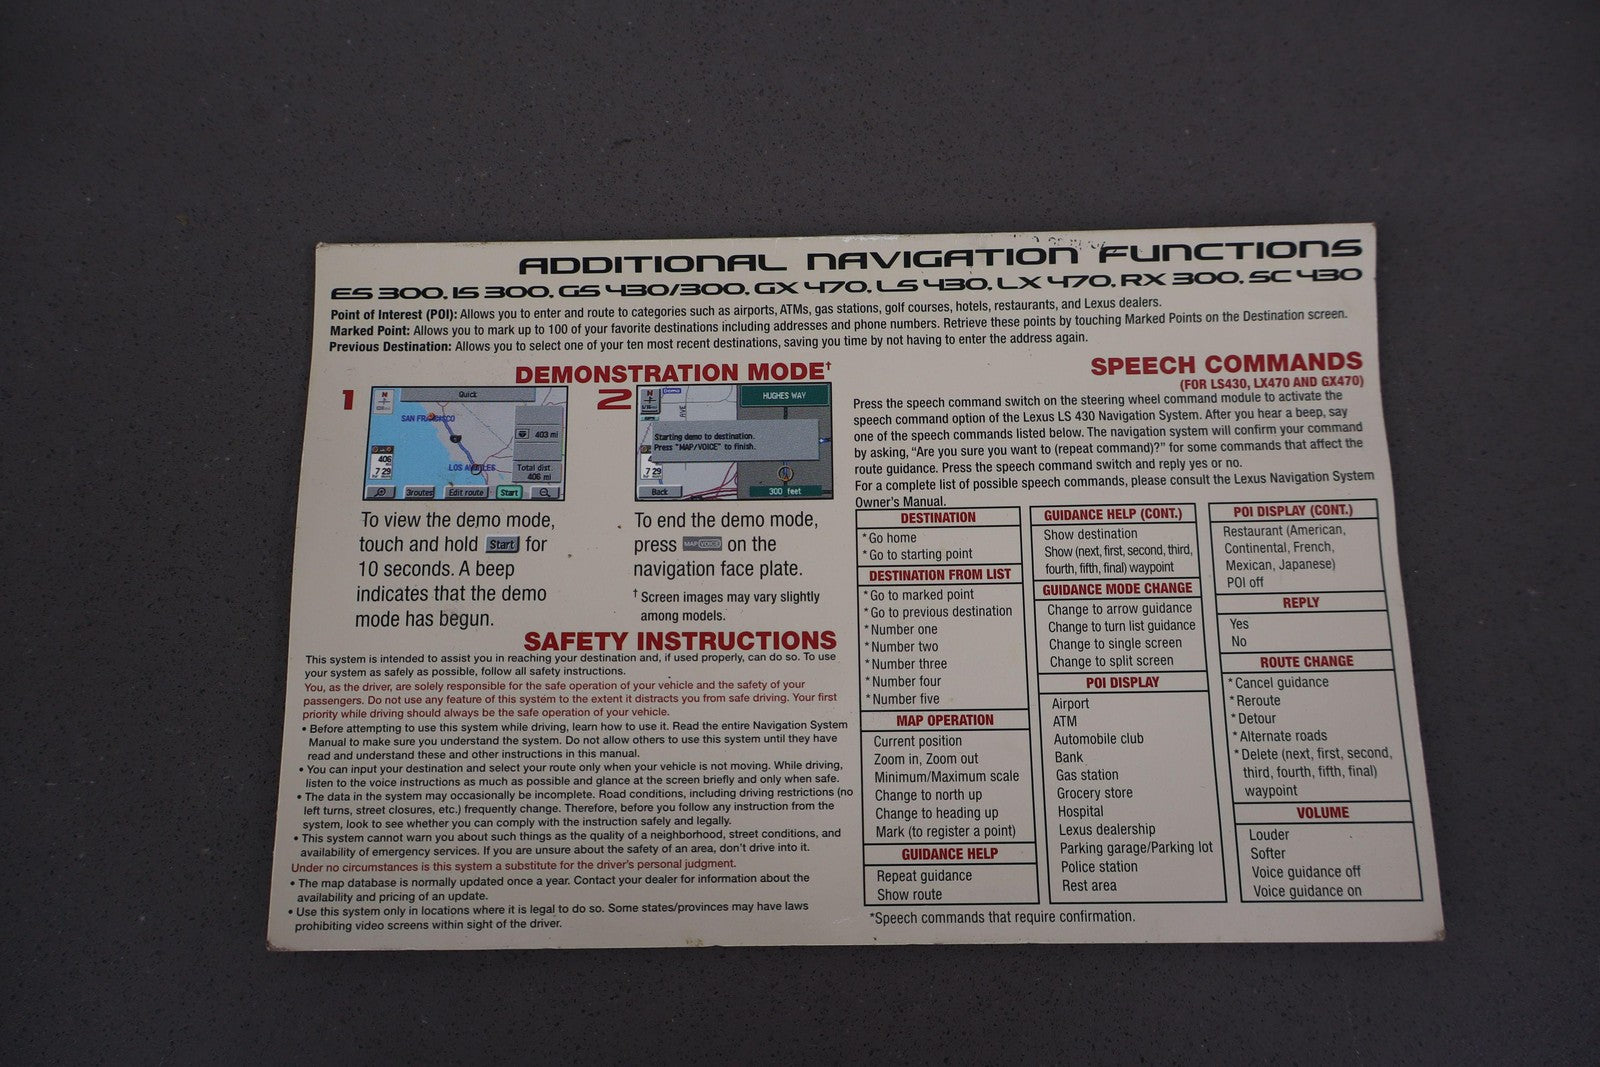 ADDITIONAL NAVIGATION FUNCTIONS
ES 300, IS 300, GS 430/300, GX 470, LS 430, LX 470, RX 300, SC 430
Point of Interest (POI): Allows you to enter and route to categories such as airports, ATMs, gas stations, golf courses, hotels, restaurants, and Lexus dealers.
Marked Point: Allows you to mark up to 100 of your favorite destinations including addresses and phone numbers. Retrieve these points by touching Marked Points on the Destination screen.
Previous Destination: Allows you to select one of your ten most recent destinations, saving you time by not having to enter the address again.
DEMONSTRATION MODE†
1
Quick
N
SAN FRANCISCO
403 mi
LOS ANGELES
406
7 29
Total dist.
406 mi
3routes
Edit route
Start
To view the demo mode,
touch and hold Start for
10 seconds. A beep
indicates that the demo
mode has begun.
2
N
AVE
HUGHES WAY
Starting demo to destination.
Press "MAP/VOICE" to finish.
7 29
Back
300 feet
To end the demo mode,
press MAP/VOICE on the
navigation face plate.
† Screen images may vary slightly
among models.
SAFETY INSTRUCTIONS
This system is intended to assist you in reaching your destination and, if used properly, can do so. To use
your system as safely as possible, follow all safety instructions.
You, as the driver, are solely responsible for the safe operation of your vehicle and the safety of your
passengers. Do not use any feature of this system to the extent it distracts you from safe driving. Your first
priority while driving should always be the safe operation of your vehicle.
• Before attempting to use this system while driving, learn how to use it. Read the entire Navigation System
Manual to make sure you understand the system. Do not allow others to use this system until they have
read and understand these and other instructions in this manual.
• You can input your destination and select your route only when your vehicle is not moving. While driving,
listen to the voice instructions as much as possible and glance at the screen briefly and only when safe.
• The data in the system may occasionally be incomplete. Road conditions, including driving restrictions (no
left turns, street closures, etc.) frequently change. Therefore, before you follow any instruction from the
system, look to see whether you can comply with the instruction safely and legally.
• This system cannot warn you about such things as the quality of a neighborhood, street conditions, and
availability of emergency services. If you are unsure about the safety of an area, don't drive into it.
Under no circumstances is this system a substitute for the driver's personal judgment.
• The map database is normally updated once a year. Contact your dealer for information about the
availability and pricing of an update.
• Use this system only in locations where it is legal to do so. Some states/provinces may have laws
prohibiting video screens within sight of the driver.
SPEECH COMMANDS
(FOR LS430, LX470 AND GX470)
Press the speech command switch on the steering wheel command module to activate the
speech command option of the Lexus LS 430 Navigation System. After you hear a beep, say
one of the speech commands listed below. The navigation system will confirm your command
by asking, "Are you sure you want to (repeat command)?" for some commands that affect the
route guidance. Press the speech command switch and reply yes or no.
For a complete list of possible speech commands, please consult the Lexus Navigation System
Owner's Manual.
DESTINATION
*Go home
*Go to starting point
DESTINATION FROM LIST
*Go to marked point
*Go to previous destination
*Number one
*Number two
*Number three
*Number four
*Number five
MAP OPERATION
Current position
Zoom in, Zoom out
Minimum/Maximum scale
Change to north up
Change to heading up
Mark (to register a point)
GUIDANCE HELP
Repeat guidance
Show route
GUIDANCE HELP (CONT.)
Show destination
Show (next, first, second, third,
fourth, fifth, final) waypoint
GUIDANCE MODE CHANGE
Change to arrow guidance
Change to turn list guidance
Change to single screen
Change to split screen
POI DISPLAY
Airport
ATM
Automobile club
Bank
Gas station
Grocery store
Hospital
Lexus dealership
Parking garage/Parking lot
Police station
Rest area
POI DISPLAY (CONT.)
Restaurant (American,
Continental, French,
Mexican, Japanese)
POI off
REPLY
Yes
No
ROUTE CHANGE
*Cancel guidance
*Reroute
*Detour
*Alternate roads
*Delete (next, first, second,
third, fourth, fifth, final)
waypoint
VOLUME
Louder
Softer
Voice guidance off
Voice guidance on
*Speech commands that require confirmation.